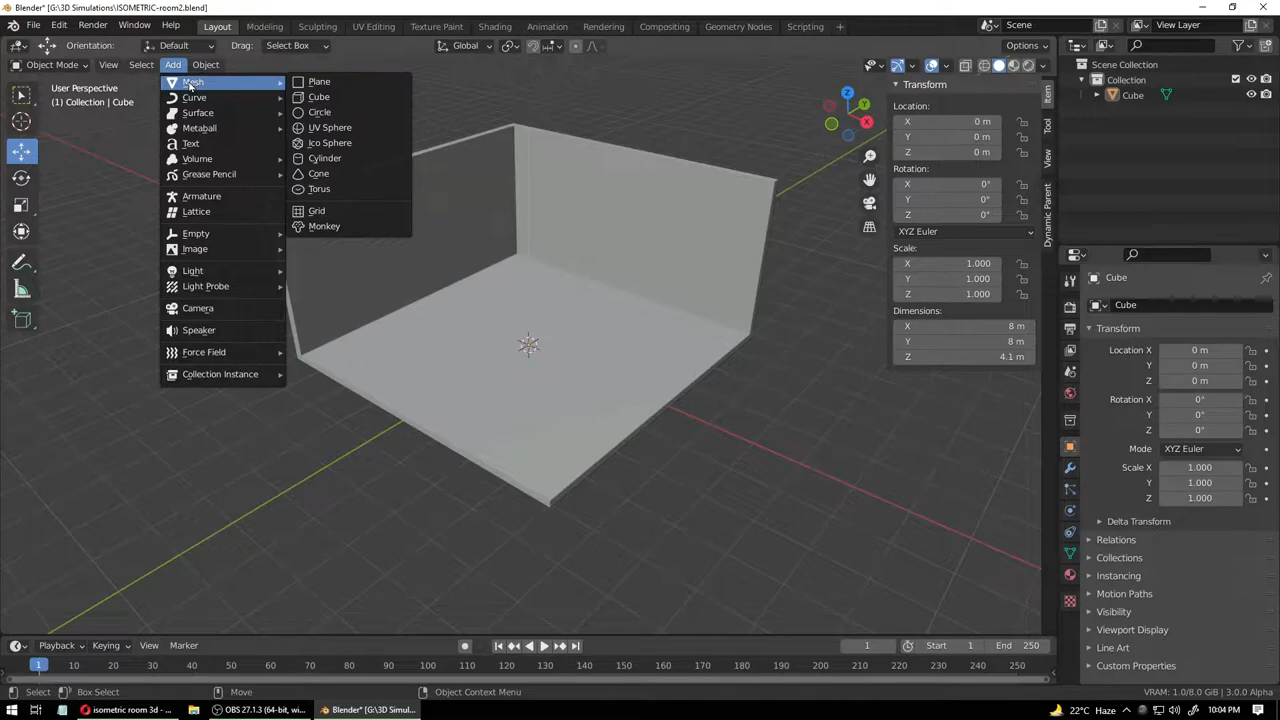 Blender* [G:\3D Simulations\ISOMETRIC-room2.blend]
File Edit Render Window Help Layout Modeling Sculpting UV Editing Texture Paint Shading Animation Rendering Compositing Geometry Nodes Scripting Scene View Layer
Orientation: Default Drag: Select Box Global Options
Object Mode View Select Add Object
User Perspective
(1) Collection | Cube
Mesh
Curve
Surface
Metaball
Text
Volume
Grease Pencil
Armature
Lattice
Empty
Image
Light
Light Probe
Camera
Speaker
Force Field
Collection Instance
Plane
Cube
Circle
UV Sphere
Ico Sphere
Cylinder
Cone
Torus
Grid
Monkey
Z
X
Transform
Location:
X 0 m
Y 0 m
Z 0 m
Rotation:
X 0°
Y 0°
Z 0°
XYZ Euler
Scale:
X 1.000
Y 1.000
Z 1.000
Dimensions:
X 8 m
Y 8 m
Z 4.1 m
Item
Tool
View
Dynamic Parent
Scene Collection
Collection
Cube
Cube
Cube
Transform
Location X 0 m
Y 0 m
Z 0 m
Rotation X 0°
Y 0°
Z 0°
Mode XYZ Euler
Scale X 1.000
Y 1.000
Z 1.000
Delta Transform
Relations
Collections
Instancing
Motion Paths
Visibility
Viewport Display
Line Art
Custom Properties
Playback Keying View Marker 1 Start 1 End 250
1 10 20 30 40 50 60 70 80 90 100 110 120 130 140 150 160 170 180 190 200 210 220 230 240 250
Select Box Select Move Object Context Menu VRAM: 1.0/8.0 GiB | 3.0.0 Alpha
isometric room 3d - ... OBS 27.1.3 (64-bit, wi... Blender* [G:\3D Simul... 22°C Haze 10:04 PM